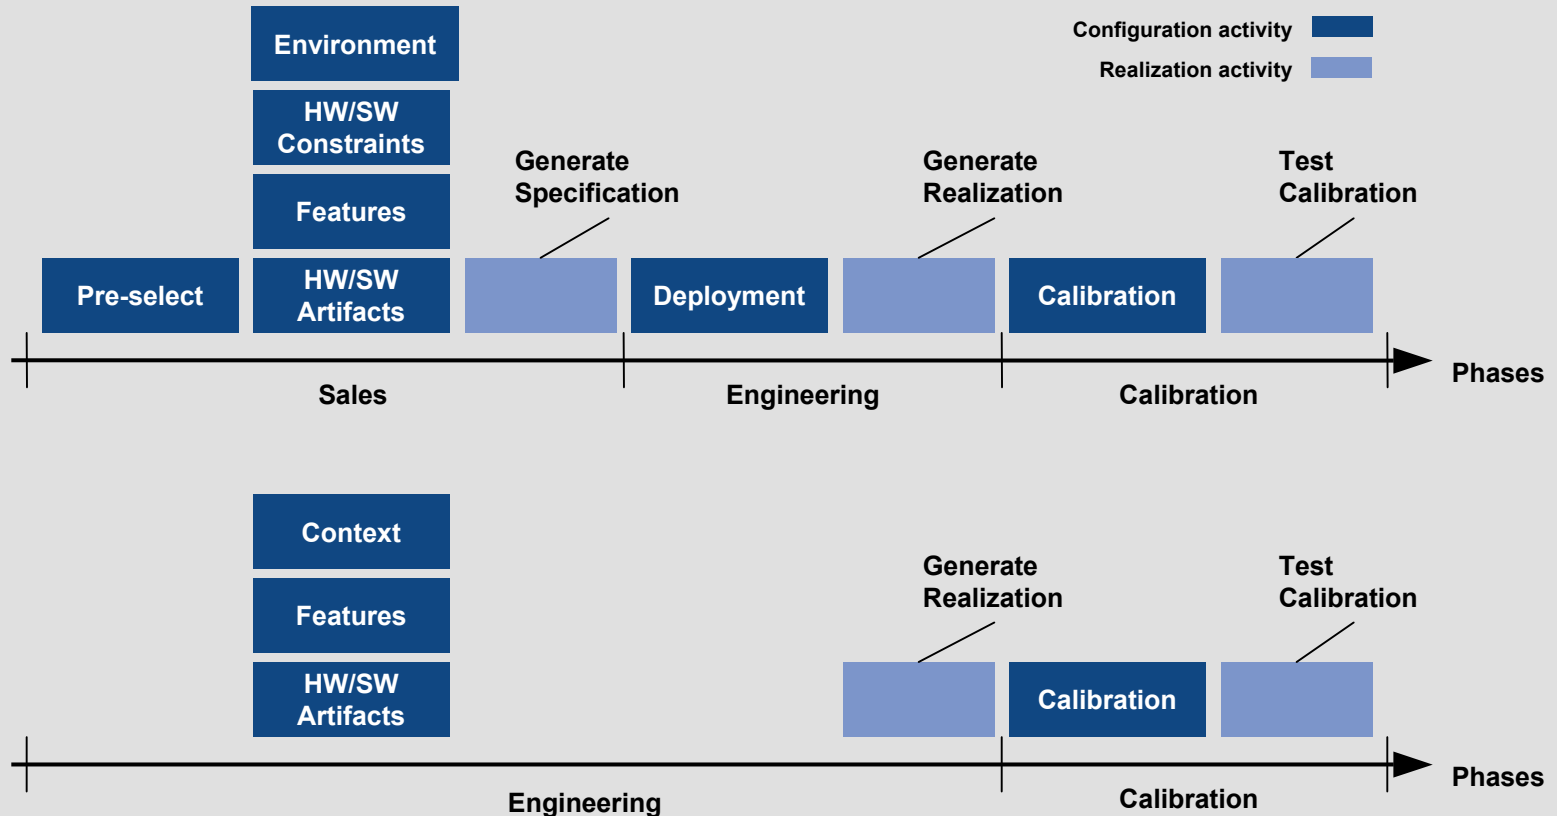 Environment
Configuration activity
Realization activity
HW/SW
Constraints
Generate
Specification
Generate
Realization
Test
Calibration
Features
Pre-select
HW/SW
Artifacts
Deployment
Calibration
Phases
Sales
Engineering
Calibration
Context
Features
Generate
Realization
Test
Calibration
HW/SW
Artifacts
Calibration
Phases
Engineering
Calibration